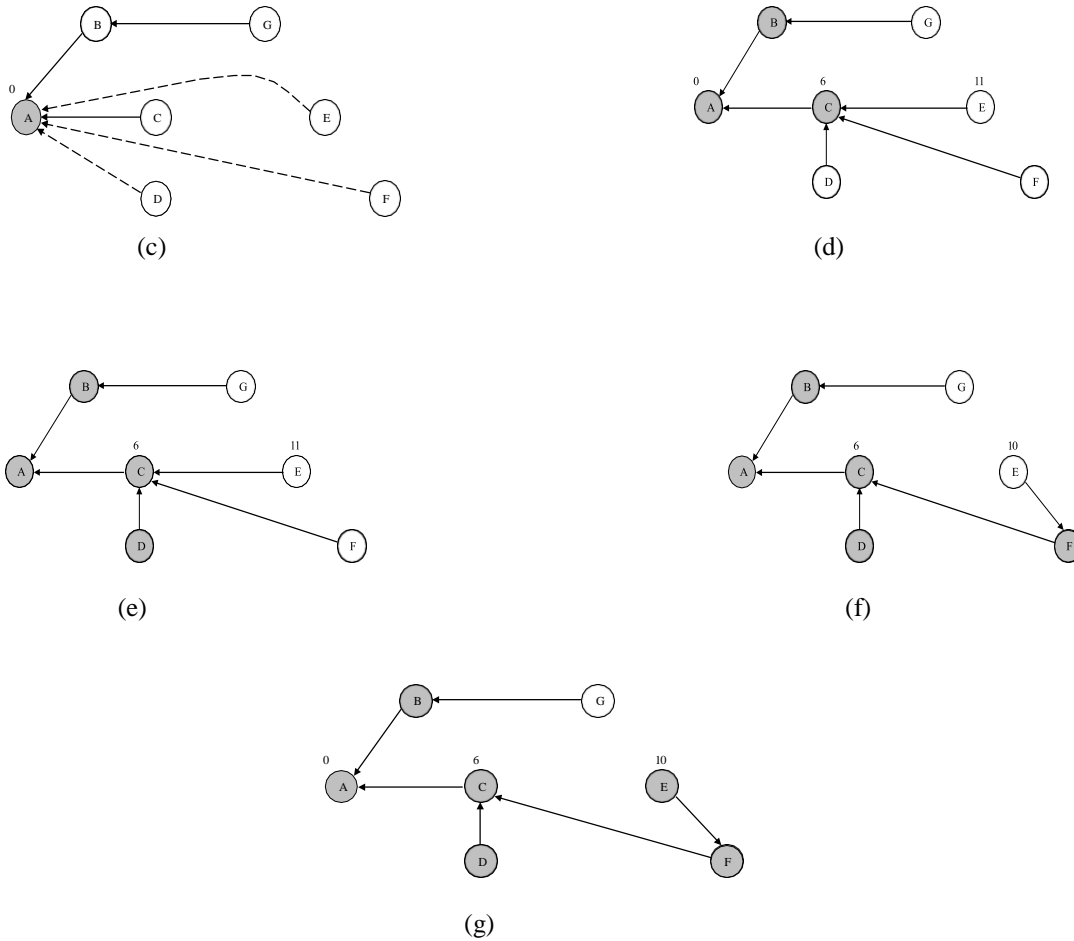 B G
0
A C E
D F
(c)
B G
0 6 11
A C E
D F
(d)
B G
6 11
A C E
D F
(e)
B G
6 10
A C E
D F
(f)
B G
0 6 10
A C E
D F
(g)